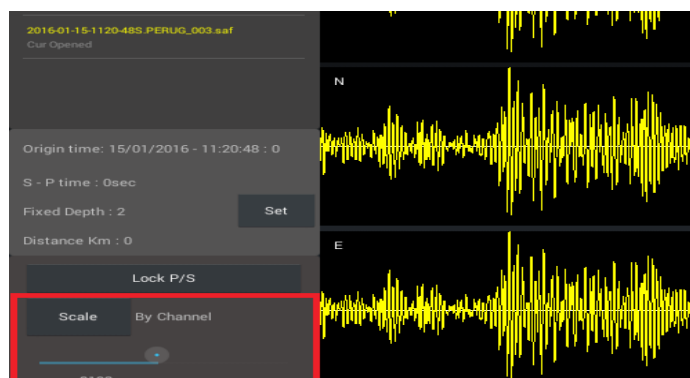 2016-01-15-1120-48S.PERUG_003.saf
Cur Opened
N
Origin time: 15/01/2016 - 11:20:48 : 0
S - P time : 0sec
Fixed Depth : 2
Set
Distance Km : 0
E
Lock P/S
Scale
By Channel